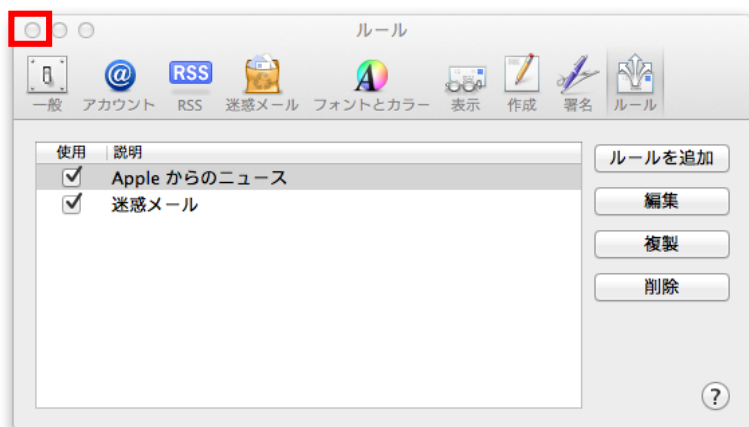 ルール
@
RSS
一般 アカウント RSS 迷惑メール フォントとカラー 表示 作成 署名 ルール
使用 説明
Apple からのニュース
迷惑メール
ルールを追加
編集
複製
削除
?